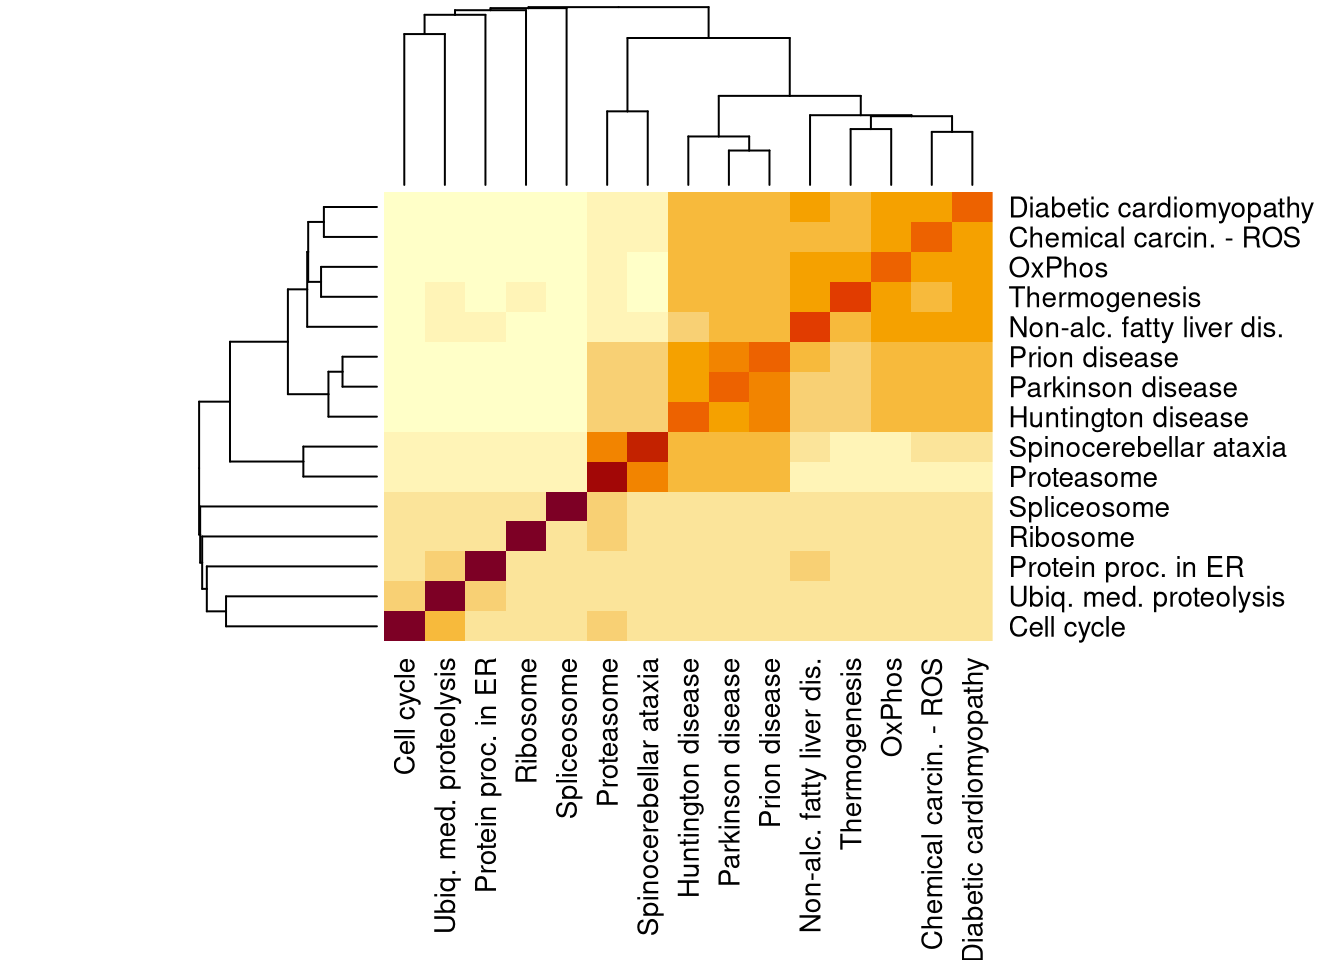 Diabetic cardiomyopathy
Chemical carcin. - ROS
OxPhos
Thermogenesis
Non-alc. fatty liver dis.
Prion disease
Parkinson disease
Huntington disease
Spinocerebellar ataxia
Proteasome
Spliceosome
Ribosome
Protein proc. in ER
Ubiq. med. proteolysis
Cell cycle
Cell cycle
Ubiq. med. proteolysis
Protein proc. in ER
Ribosome
Spliceosome
Proteasome
Spinocerebellar ataxia
Huntington disease
Parkinson disease
Prion disease
Non-alc. fatty liver dis.
Thermogenesis
OxPhos
Chemical carcin. - ROS
Diabetic cardiomyopathy